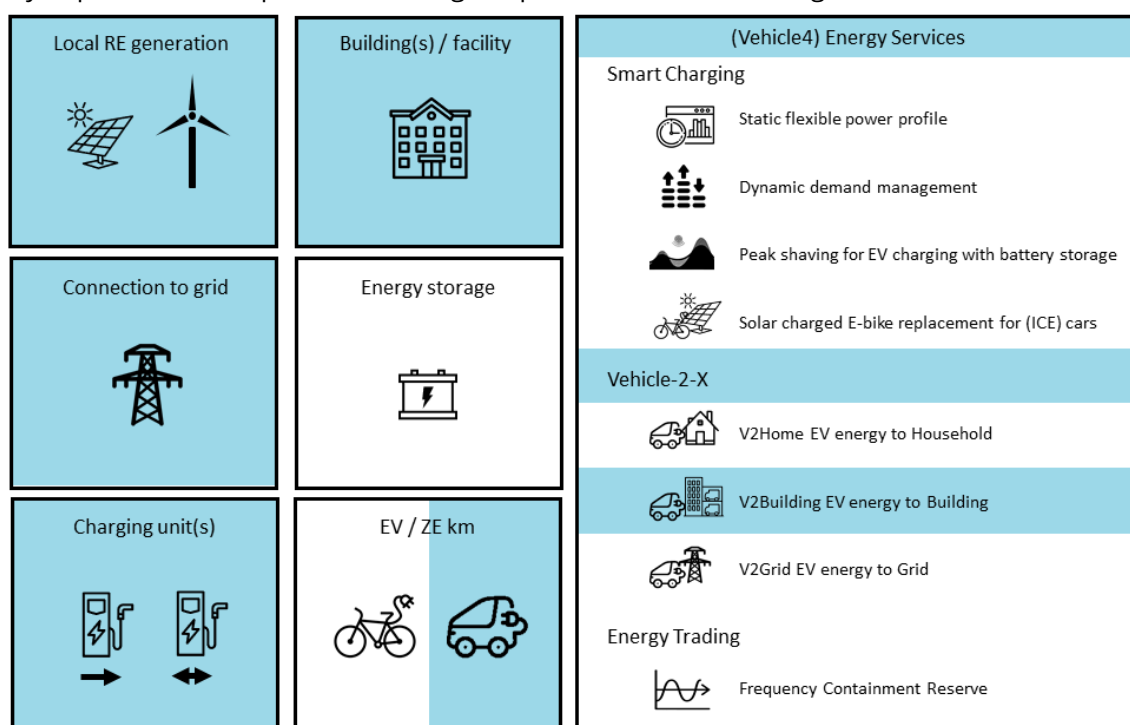 Local RE generation
Building(s) / facility
Connection to grid
Energy storage
Charging unit(s)
EV / ZE km
(Vehicle4) Energy Services
Smart Charging
Static flexible power profile
Dynamic demand management
Peak shaving for EV charging with battery storage
Solar charged E-bike replacement for (ICE) cars
Vehicle-2-X
V2Home EV energy to Household
V2Building EV energy to Building
V2Grid EV energy to Grid
Energy Trading
Frequency Containment Reserve